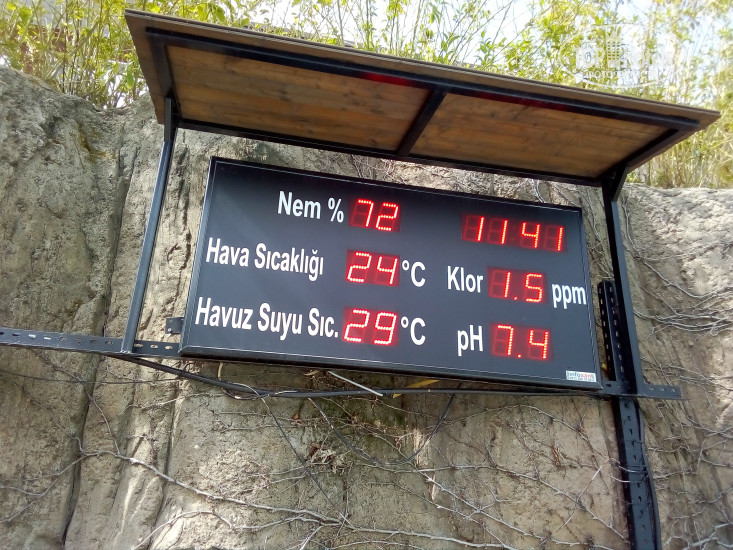 Nem % 72 11 41
Hava Sıcaklığı 24 °C Klor 1.5 ppm
Havuz Suyu Sıc. 29 °C pH 7.4